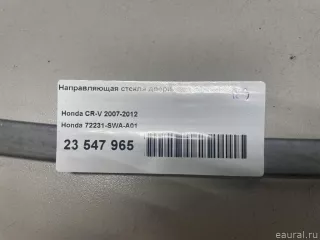 Направляющая стекла двери
Honda CR-V 2007-2012
Honda 72231-SWA-A01
23 547 965
eaural.ru